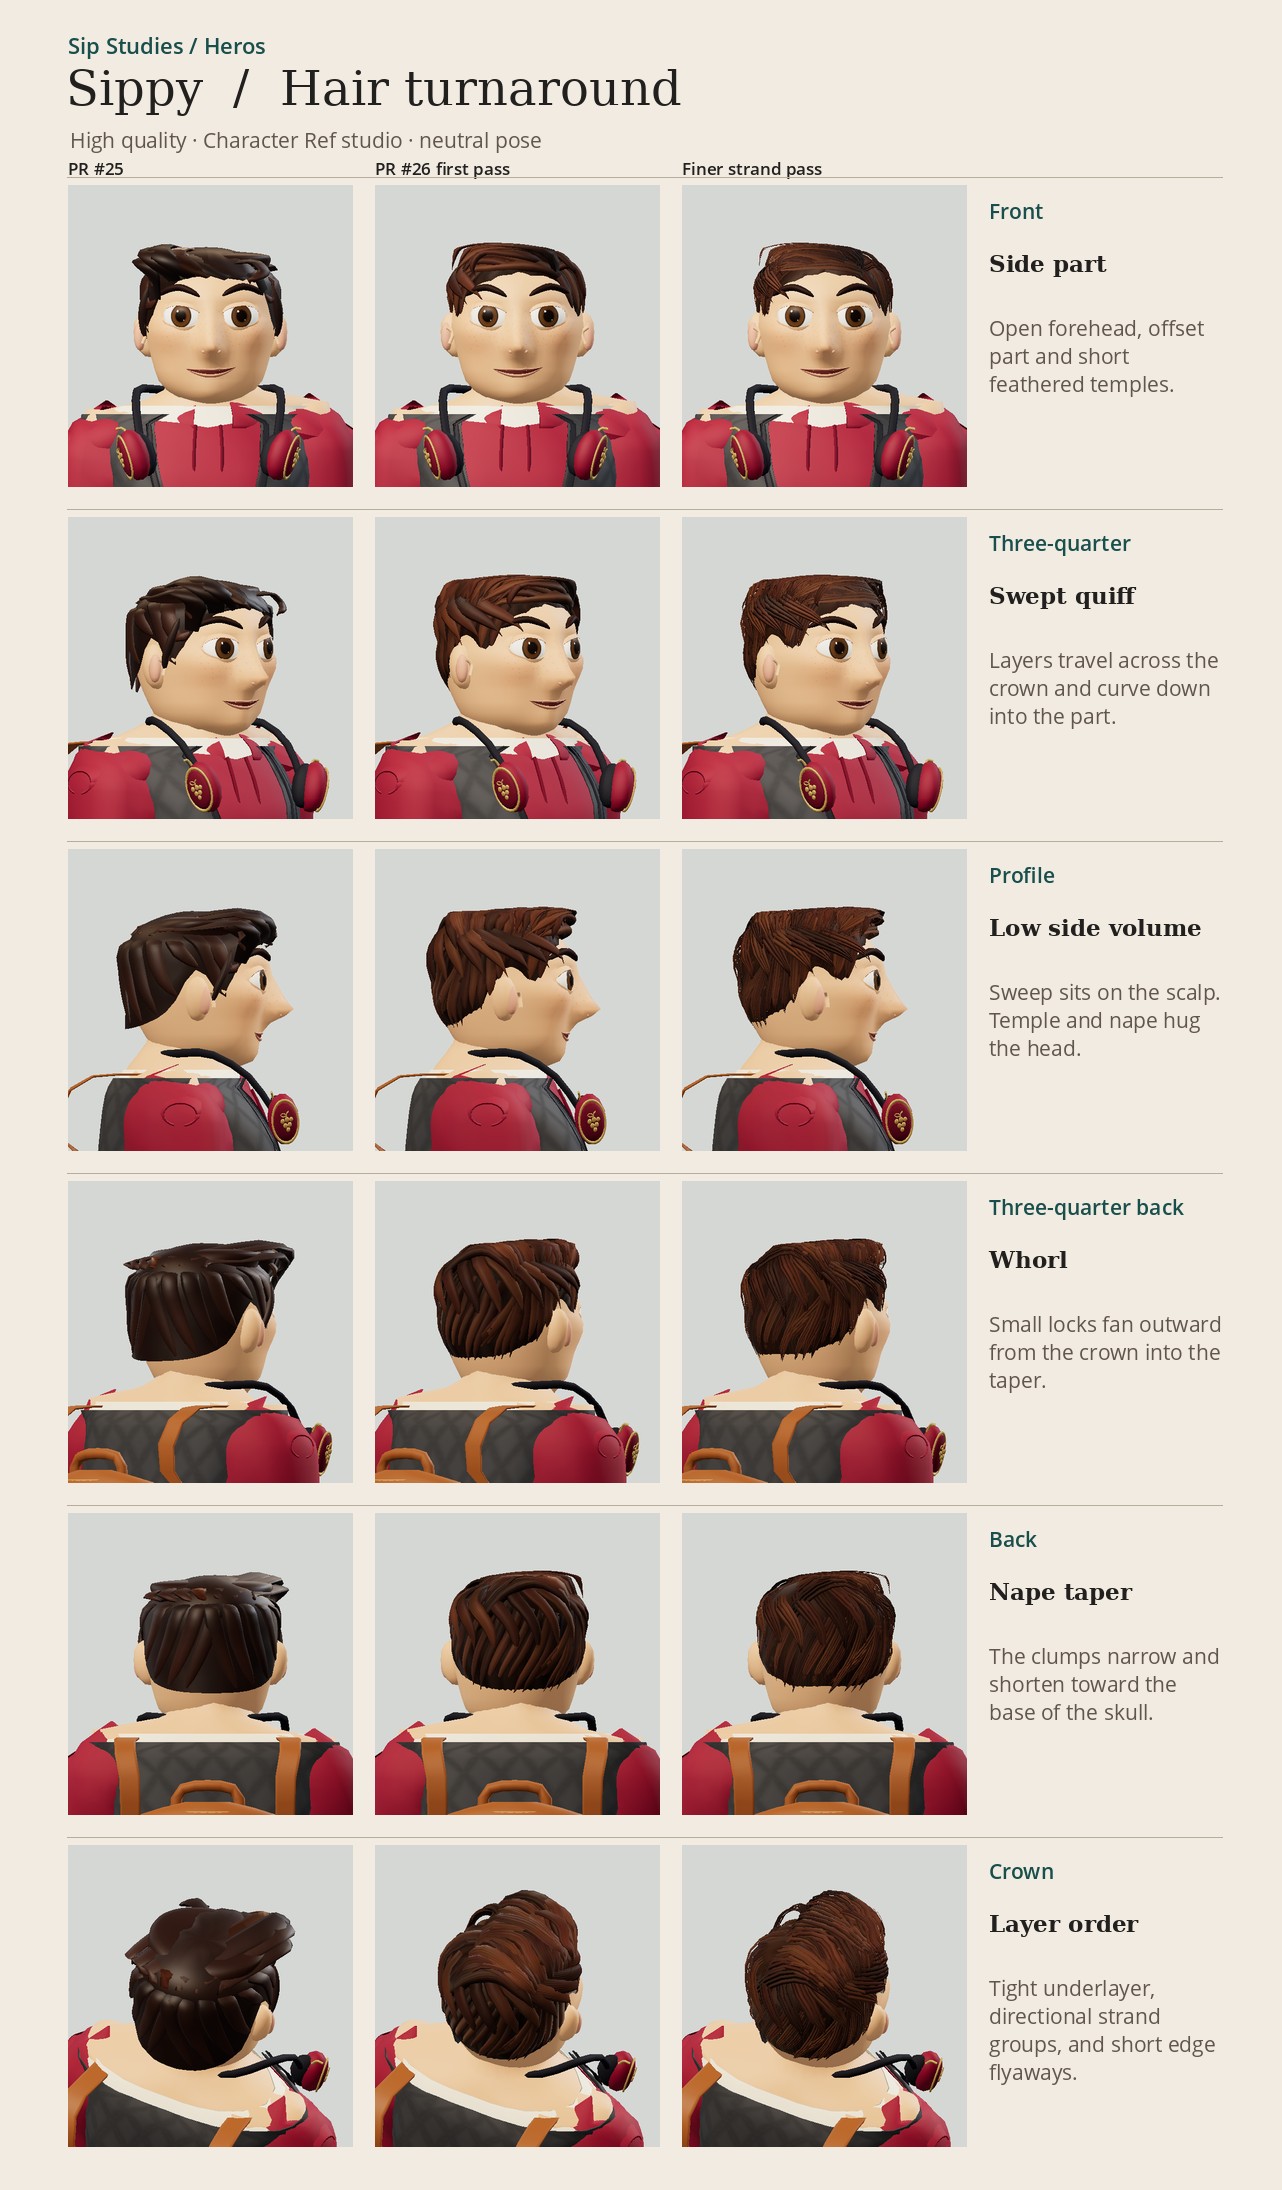 Sip Studies / Heros
Sippy / Hair turnaround
High quality · Character Ref studio · neutral pose
PR #25
PR #26 first pass
Finer strand pass
Front
Side part
Open forehead, offset
part and short
feathered temples.
Three-quarter
Swept quiff
Layers travel across the
crown and curve down
into the part.
Profile
Low side volume
Sweep sits on the scalp.
Temple and nape hug
the head.
Three-quarter back
Whorl
Small locks fan outward
from the crown into the
taper.
Back
Nape taper
The clumps narrow and
shorten toward the
base of the skull.
Crown
Layer order
Tight underlayer,
directional strand
groups, and short edge
flyaways.